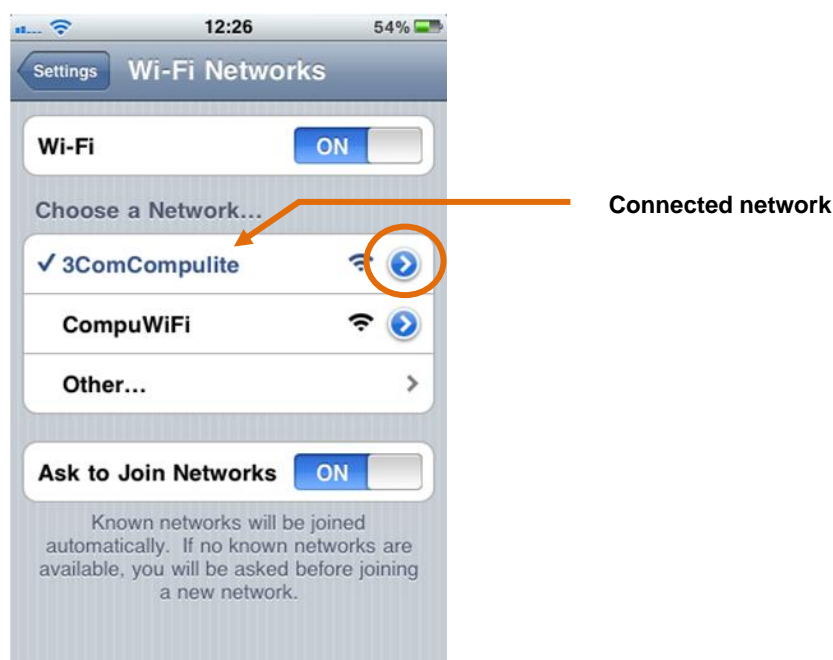 12:26 54%
Settings Wi-Fi Networks
Wi-Fi ON
Choose a Network...
Connected network
✓ 3ComCompulite
CompuWiFi
Other...
Ask to Join Networks ON
Known networks will be joined
automatically. If no known networks are
available, you will be asked before joining
a new network.